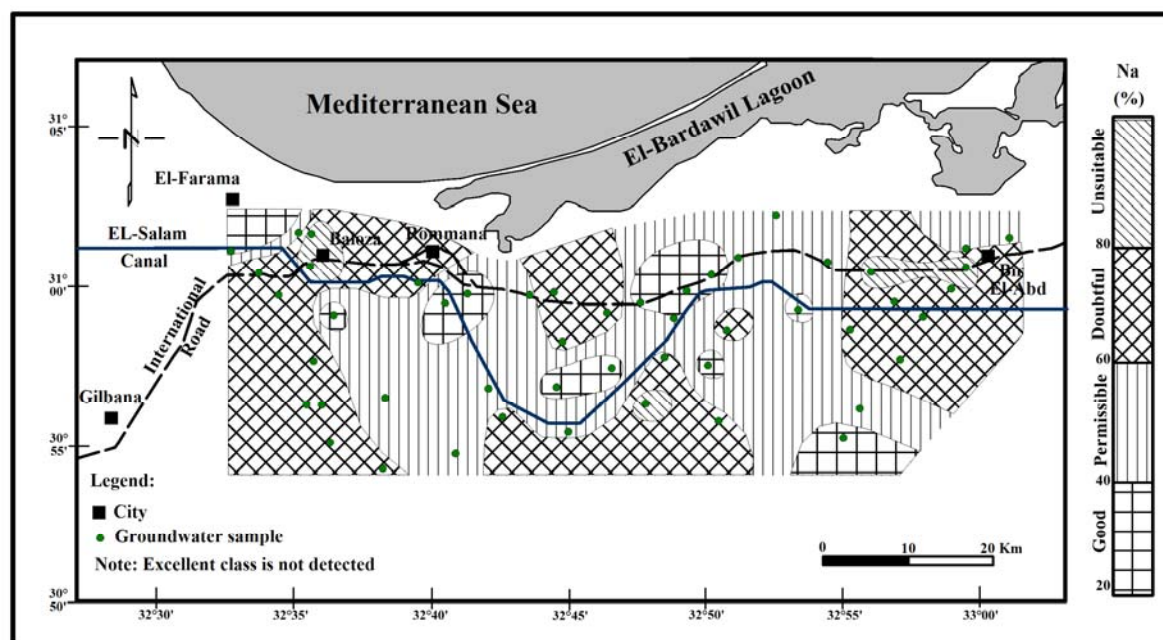 Mediterranean Sea
El-Bardawil Lagoon
Na
(%)
Unsuitable
80
Doubtful
60
Permissible
40
Good
20
31°
05'
31°
00'
30°
55'
30°
50'
N
El-Farama
EL-Salam
Canal
Baloza
Rommana
Bir
El-Abd
International
Road
Gilbana
Legend:
City
Groundwater sample
Note: Excellent class is not detected
0 10 20 Km
32°30' 32°35' 32°40' 32°45' 32°50' 32°55' 33°00'